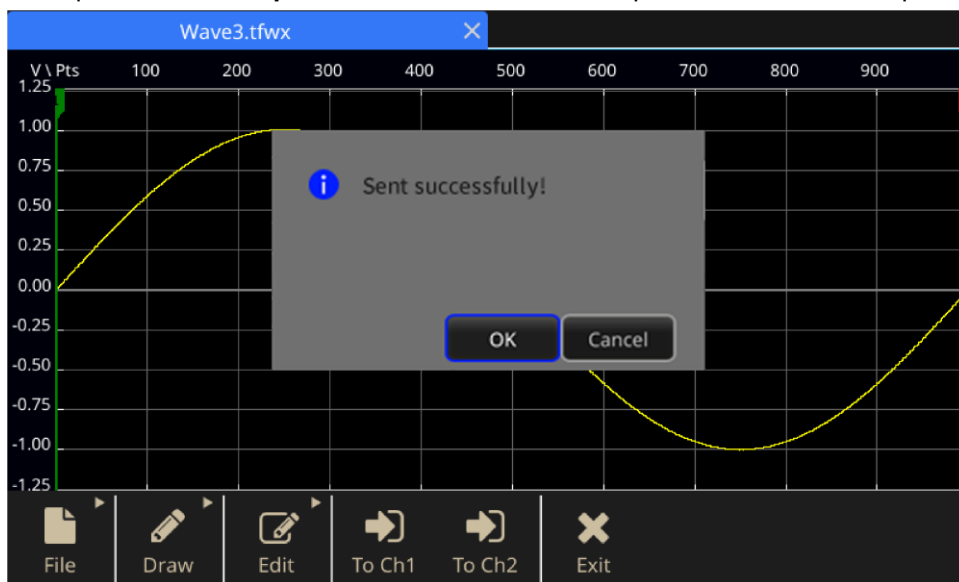 Wave3.tfwx
V \ Pts 100 200 300 400 500 600 700 800 900
1.25
1.00
0.75
0.50
0.25
0.00
-0.25
-0.50
-0.75
-1.00
-1.25
Sent successfully!
OK Cancel
File Draw Edit To Ch1 To Ch2 Exit